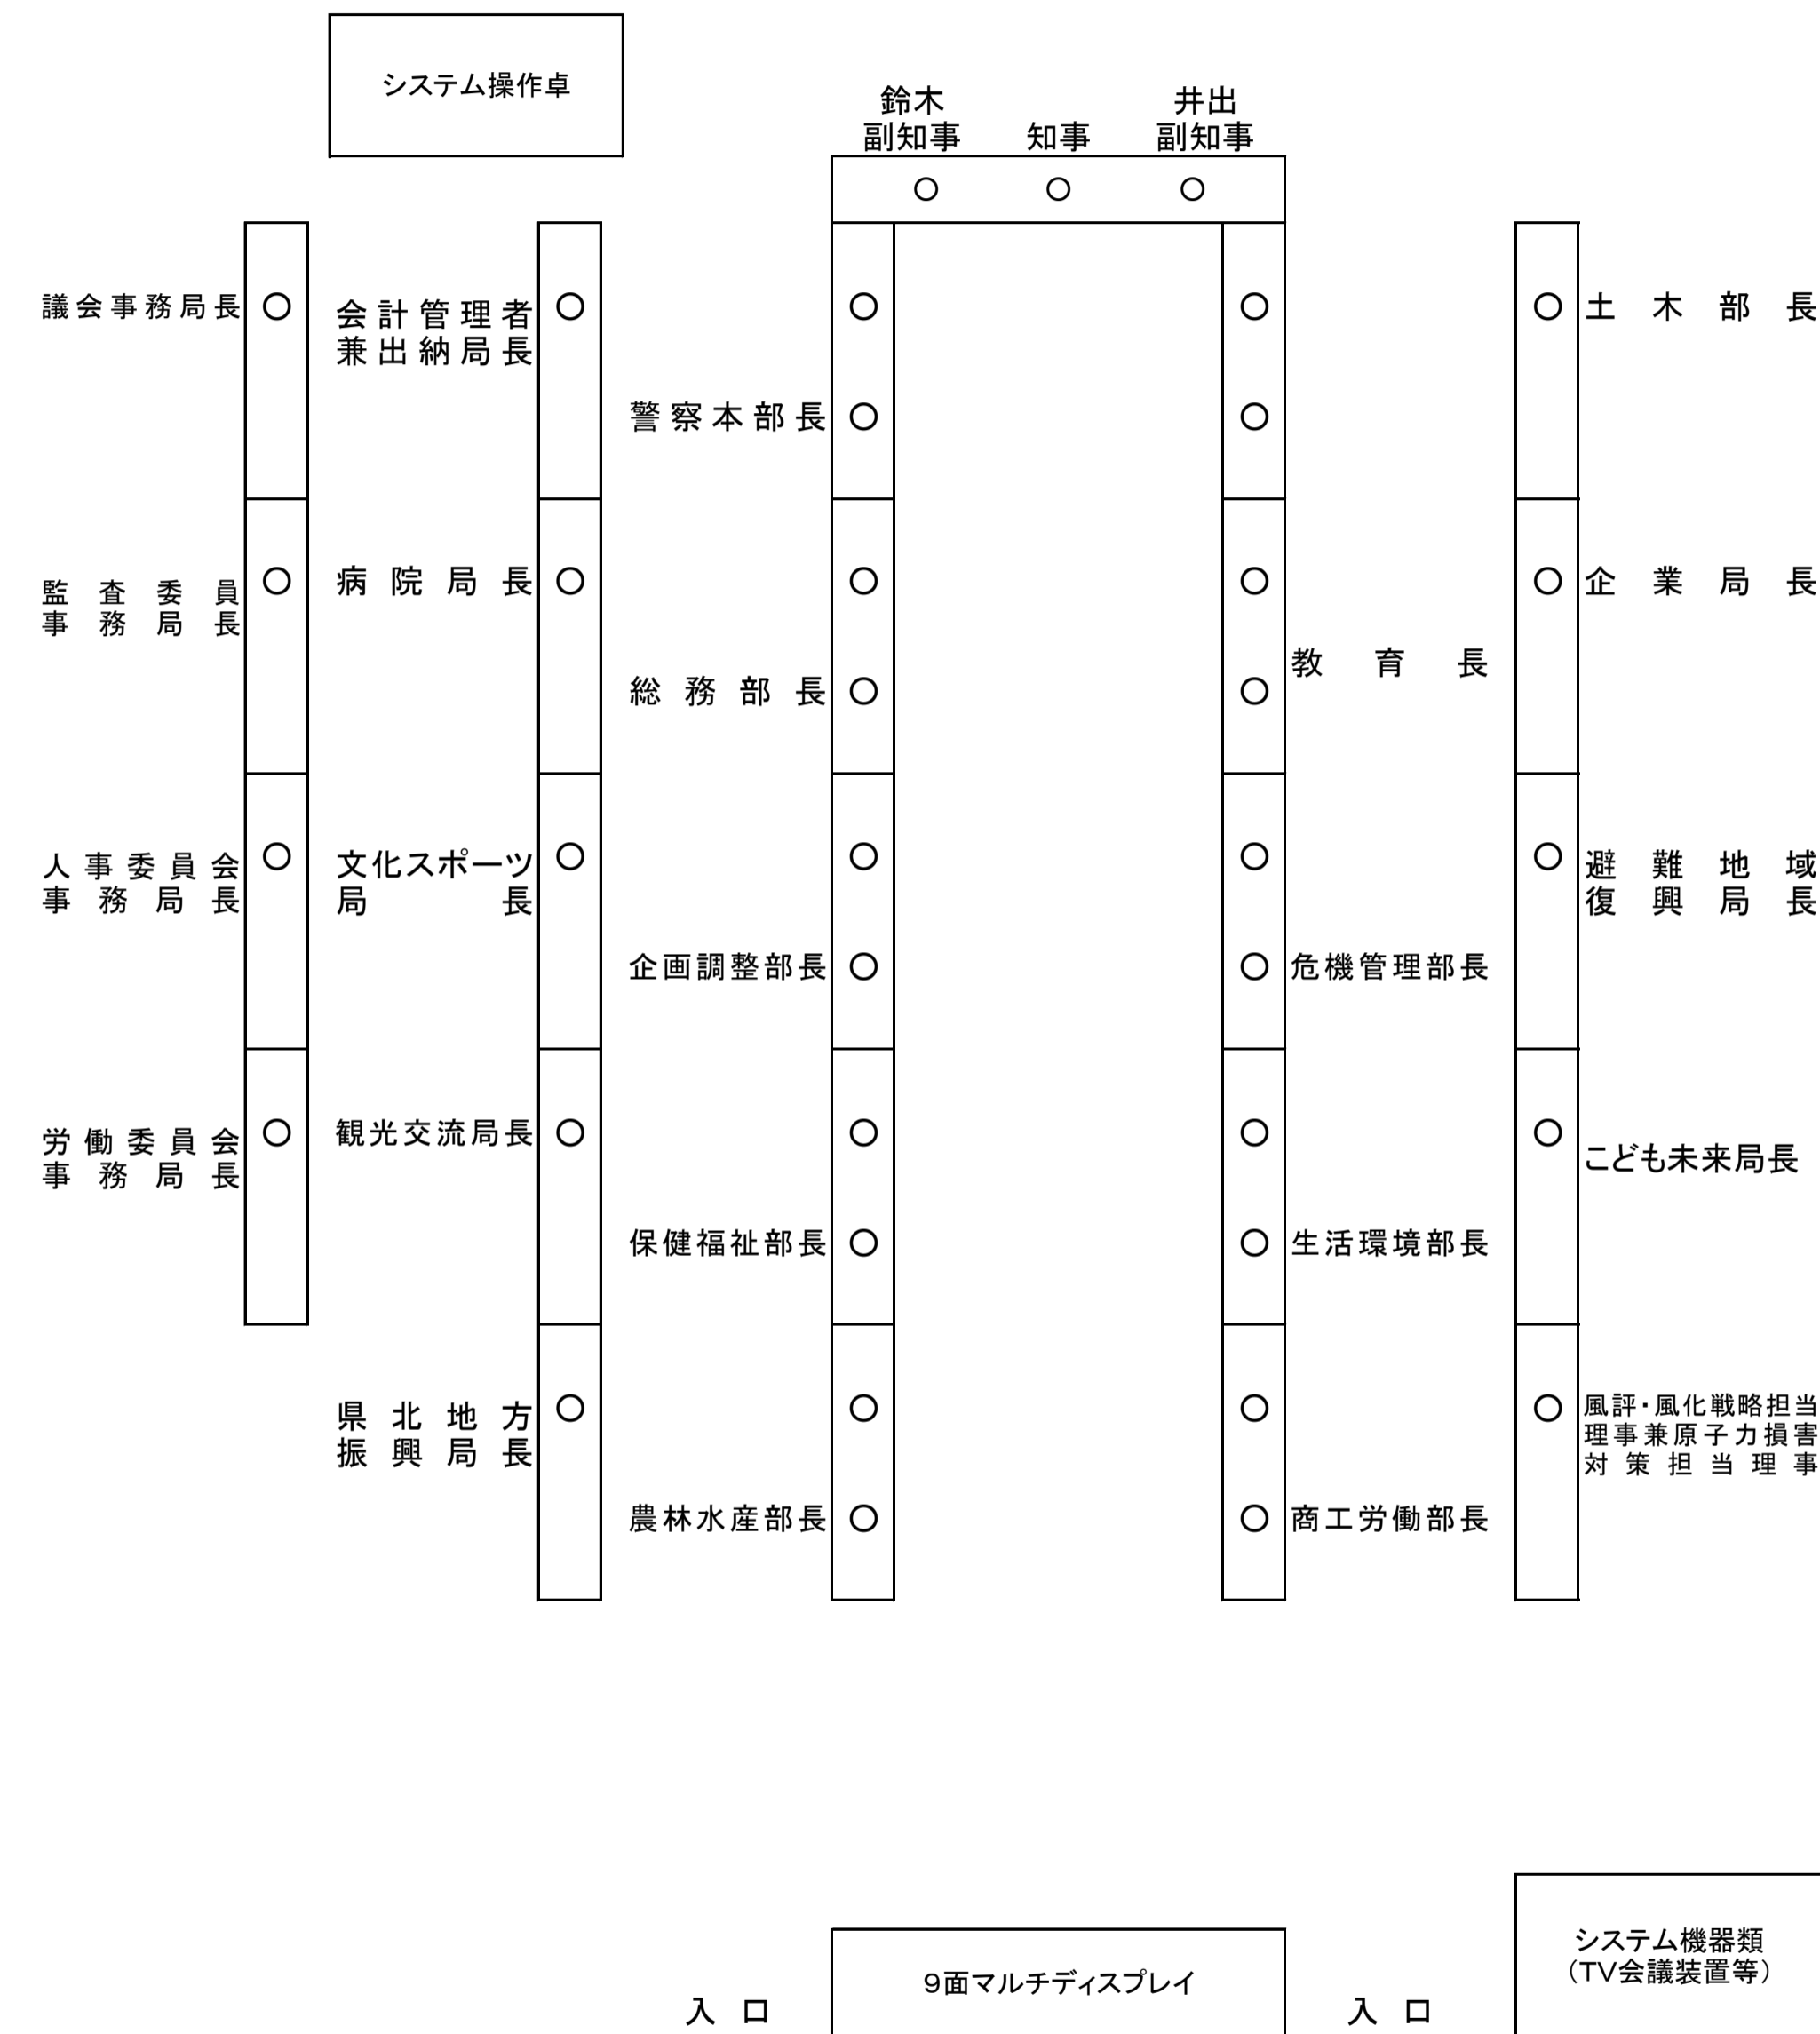 システム操作卓
鈴木
副知事
知事
井出
副知事
議会事務局長
会計管理者
兼出納局長
土木部長
警察本部長
監査委員
事務局長
病院局長
企業局長
総務部長
教育長
人事委員会
事務局長
文化スポーツ
局長
避難地域
復興局長
企画調整部長
危機管理部長
労働委員会
事務局長
観光交流局長
こども未来局長
保健福祉部長
生活環境部長
県北地方
振興局長
風評・風化戦略担当
理事兼原子力損害
対策担当理事
農林水産部長
商工労働部長
システム機器類
（TV会議装置等）
9面マルチディスプレイ
入口
入口